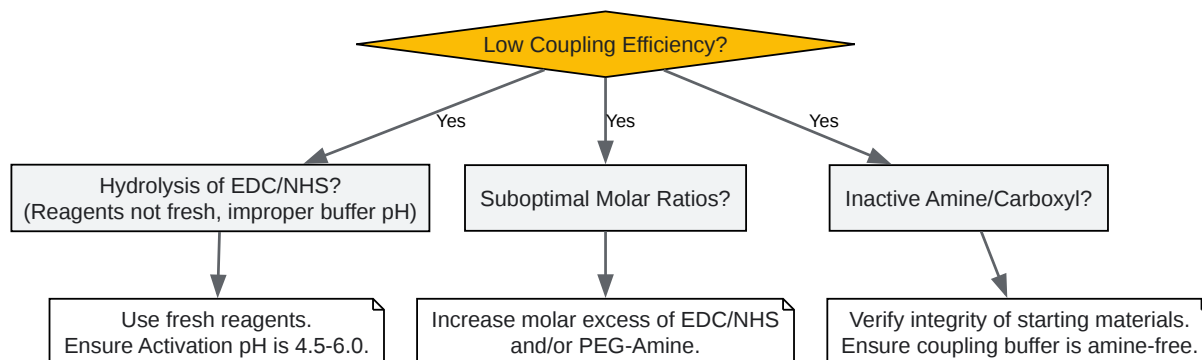 Low Coupling Efficiency?
Yes
Yes
Yes
Hydrolysis of EDC/NHS?
(Reagents not fresh, improper buffer pH)
Suboptimal Molar Ratios?
Inactive Amine/Carboxyl?
Use fresh reagents.
Ensure Activation pH is 4.5-6.0.
Increase molar excess of EDC/NHS
and/or PEG-Amine.
Verify integrity of starting materials.
Ensure coupling buffer is amine-free.